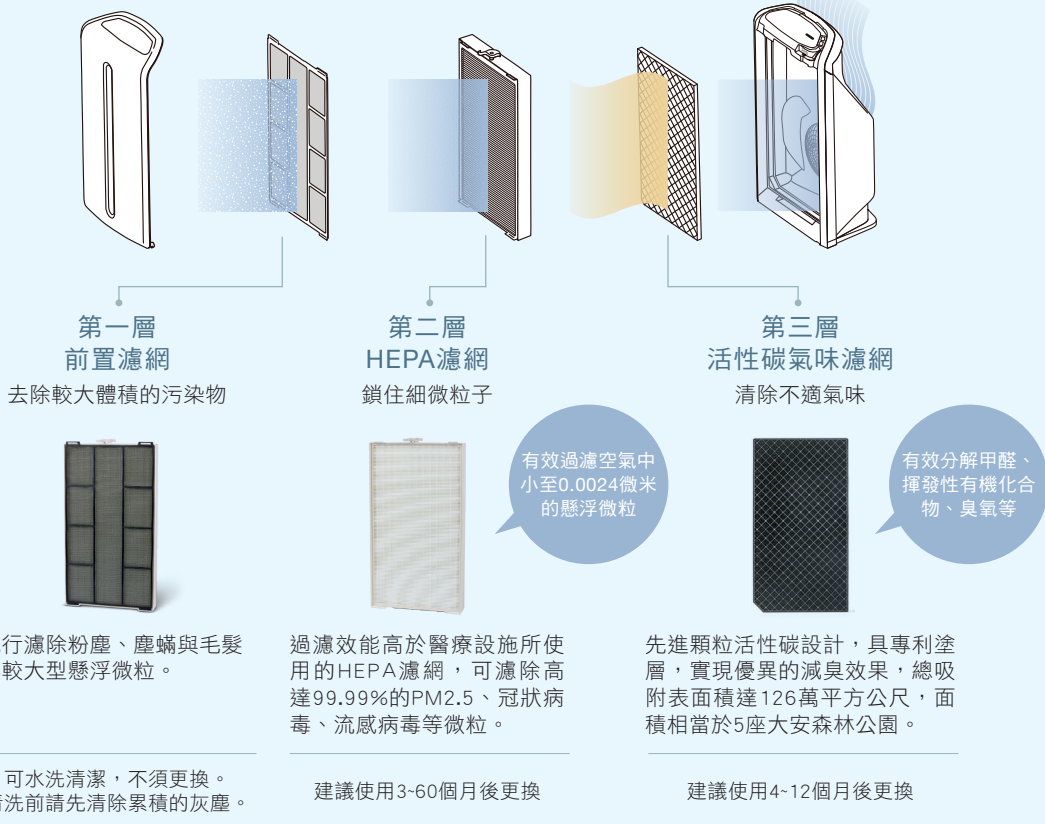 第一層
前置濾網
去除較大體積的污染物
第二層
HEPA濾網
鎖住細微粒子
第三層
活性碳氣味濾網
清除不適氣味
有效過濾空氣中
小至0.0024微米
的懸浮微粒
有效分解甲醛、
揮發性有機化合
物、臭氧等
行濾除粉塵、塵蟎與毛髮
較大型懸浮微粒。
過濾效能高於醫療設施所使
用的HEPA濾網，可濾除高
達99.99%的PM2.5、冠狀病
毒、流感病毒等微粒。
先進顆粒活性碳設計，具專利塗
層，實現優異的減臭效果，總吸
附表面積達126萬平方公尺，面
積相當於5座大安森林公園。
可水洗清潔，不須更換。
洗前請先清除累積的灰塵。
建議使用3~60個月後更換
建議使用4~12個月後更換